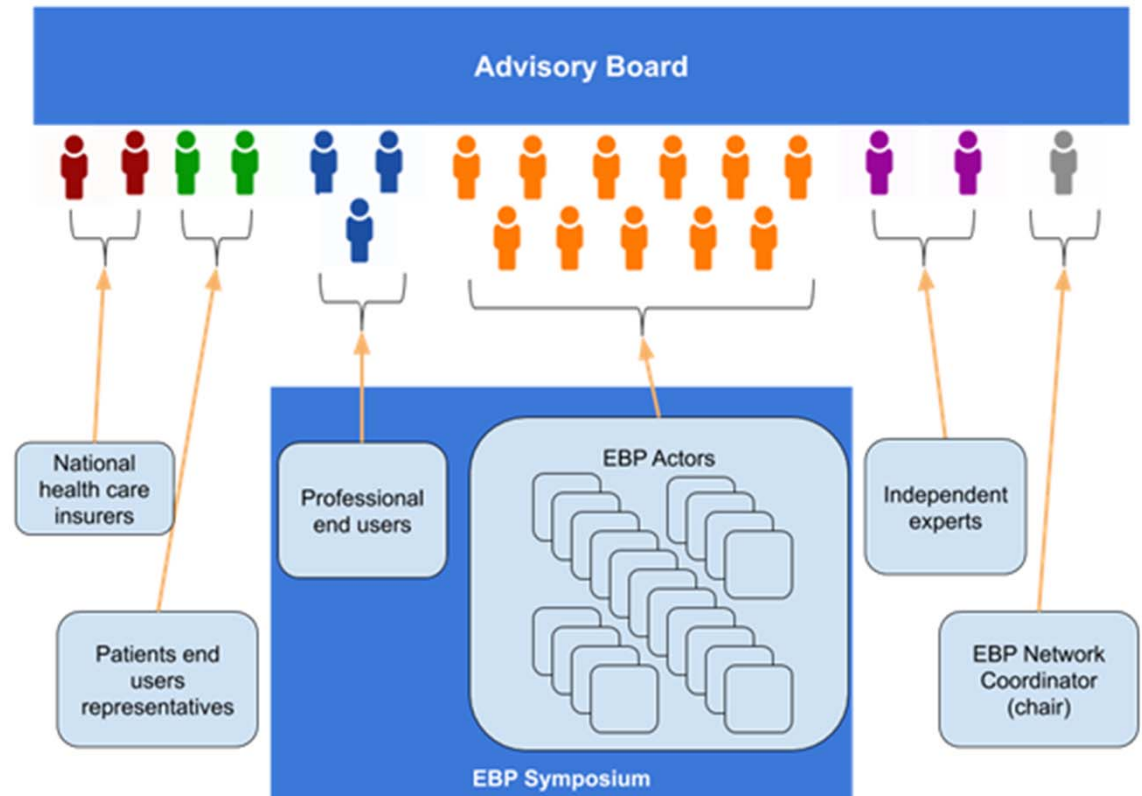 Advisory Board
National
health care
insurers
Patients end
users
representatives
Professional
end users
EBP Actors
Independent
experts
EBP Network
Coordinator
(chair)
EBP Symposium